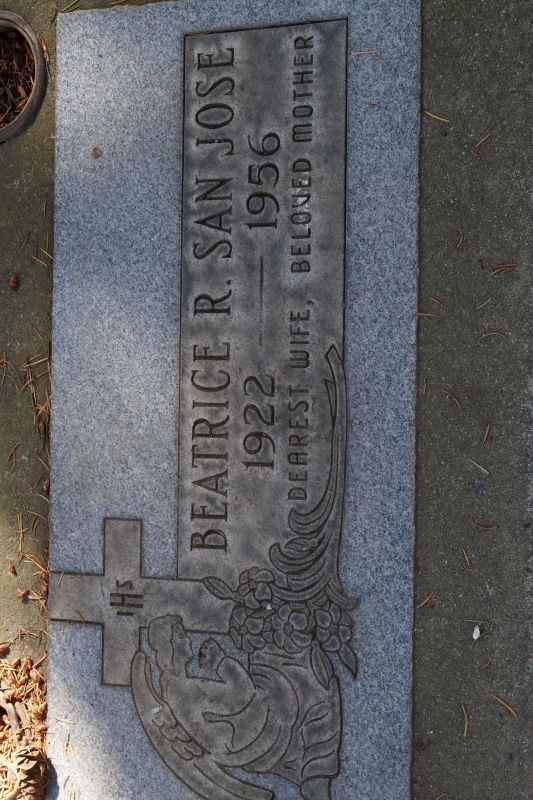 BEATRICE R. SAN JOSE
1922 — 1956
DEAREST WIFE, BELOVED MOTHER
IHS